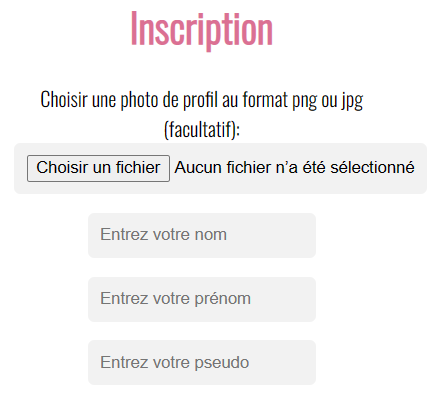 Inscription
Choisir une photo de profil au format png ou jpg
(facultatif):
Choisir un fichier Aucun fichier n’a été sélectionné
Entrez votre nom
Entrez votre prénom
Entrez votre pseudo